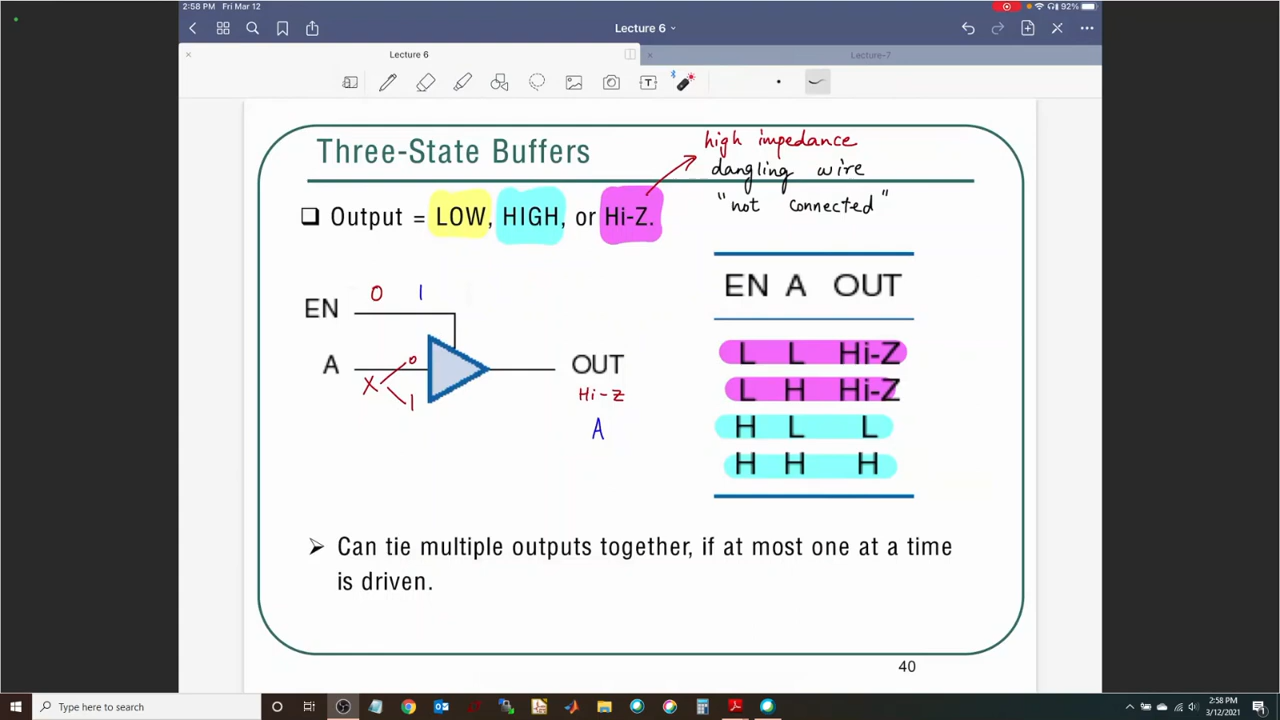 2:58 PM Fri Mar 12
92%
Lecture 6
Lecture 6
Lecture-7
T
Three-State Buffers
high impedance
dangling wire
"not connected"
Output = LOW, HIGH, or Hi-Z.
EN 0 1
A
X 0
1
OUT
Hi-Z
A
EN A OUT
L L Hi-Z
L H Hi-Z
H L L
H H H
Can tie multiple outputs together, if at most one at a time
is driven.
40
Type here to search
2:58 PM
3/12/2021